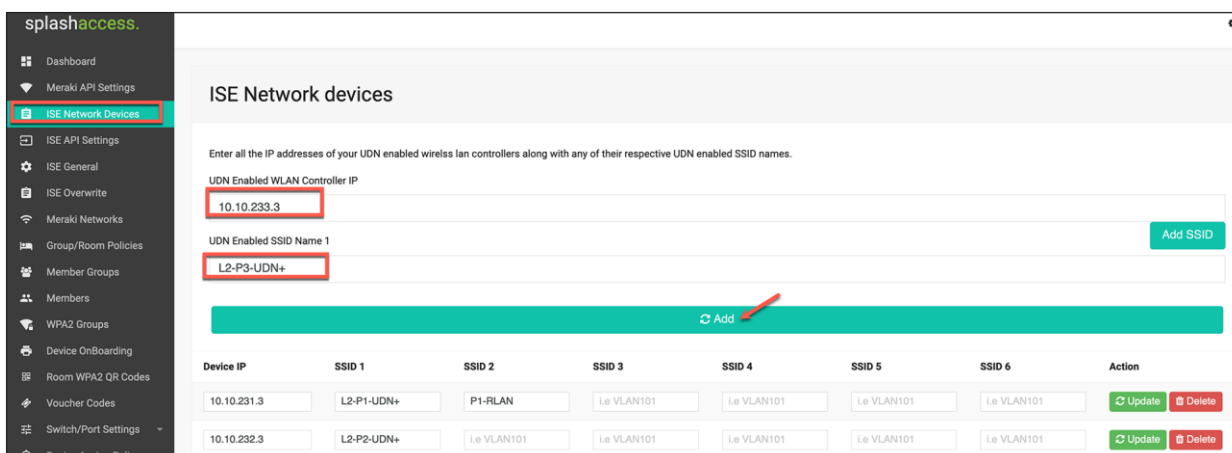 splashaccess.
Dashboard
Meraki API Settings
ISE Network Devices
ISE API Settings
ISE General
ISE Overwrite
Meraki Networks
Group/Room Policies
Member Groups
Members
WPA2 Groups
Device OnBoarding
Room WPA2 QR Codes
Voucher Codes
Switch/Port Settings
ISE Network devices
Enter all the IP addresses of your UDN enabled wirelss lan controllers along with any of their respective UDN enabled SSID names.
UDN Enabled WLAN Controller IP
10.10.233.3
Add SSID
UDN Enabled SSID Name 1
L2-P3-UDN+
Add
Device IP SSID 1 SSID 2 SSID 3 SSID 4 SSID 5 SSID 6 Action
10.10.231.3 L2-P1-UDN+ P1-RLAN i.e VLAN101 i.e VLAN101 i.e VLAN101 i.e VLAN101 Update Delete
10.10.232.3 L2-P2-UDN+ i.e VLAN101 i.e VLAN101 i.e VLAN101 i.e VLAN101 i.e VLAN101 Update Delete